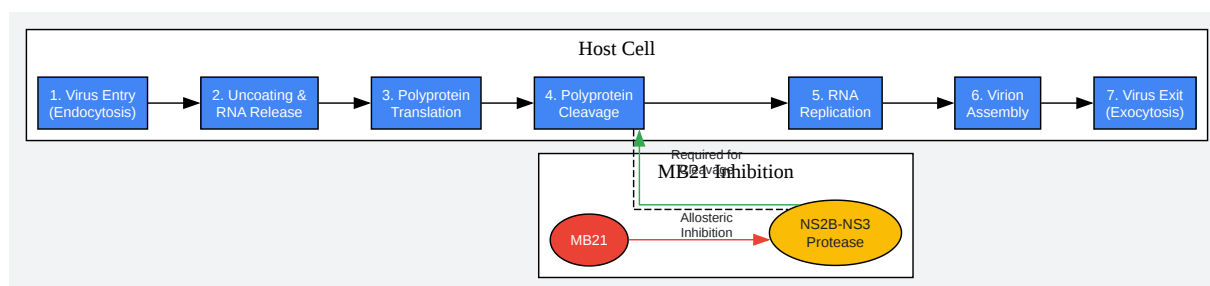 Host Cell
1. Virus Entry
(Endocytosis)
2. Uncoating &
RNA Release
3. Polyprotein
Translation
4. Polyprotein
Cleavage
5. RNA
Replication
6. Virion
Assembly
7. Virus Exit
(Exocytosis)
Required for
Cleavage
MB21 Inhibition
Allosteric
Inhibition
MB21
NS2B-NS3
Protease